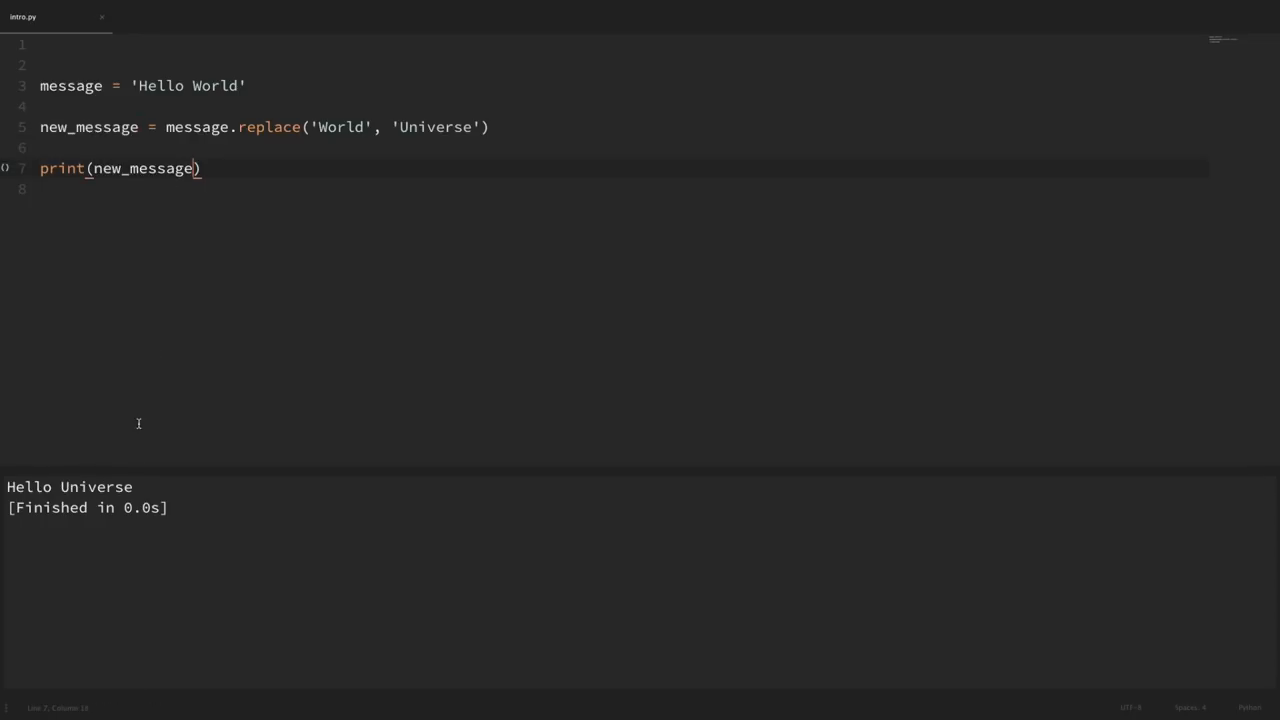 intro.py ×
1
2
3 message = 'Hello World'
4
5 new_message = message.replace('World', 'Universe')
6
7 print(new_message)
8
Hello Universe
[Finished in 0.0s]
Line 7, Column 18 UTF-8 Spaces: 4 Python